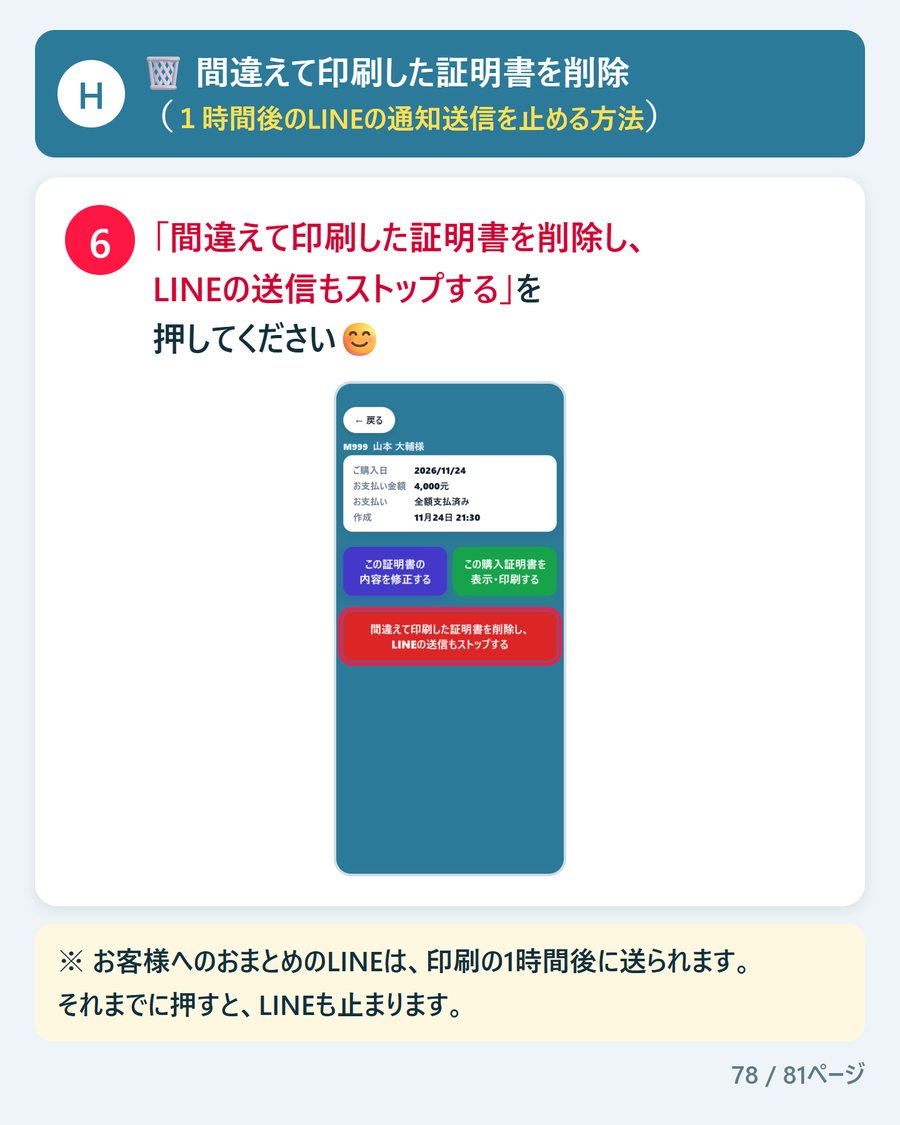 H
🗑️ 間違えて印刷した証明書を削除
（１時間後のLINEの通知送信を止める方法）
6
「間違えて印刷した証明書を削除し、
LINEの送信もストップする」を
押してください😊
← 戻る
M999 山本 大輔様
ご購入日 2026/11/24
お支払い金額 4,000元
お支払い 全額支払済み
作成 11月24日 21:30
この証明書の
内容を修正する
この購入証明書を
表示・印刷する
間違えて印刷した証明書を削除し、
LINEの送信もストップする
※ お客様へのおまとめのLINEは、印刷の1時間後に送られます。
それまでに押すと、LINEも止まります。
78 / 81ページ